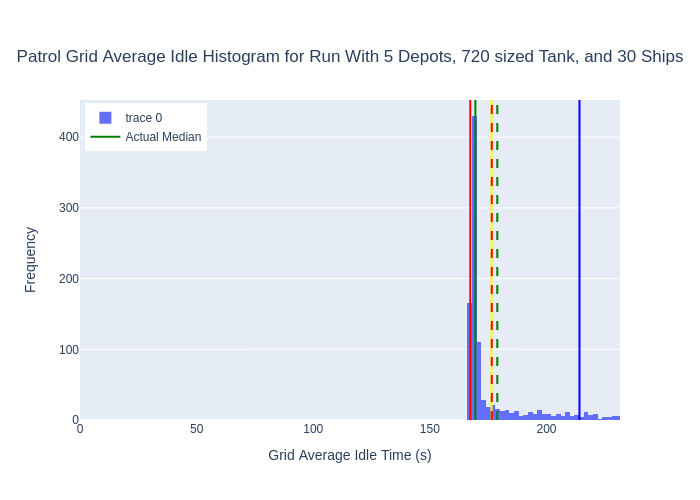 Patrol Grid Average Idle Histogram for Run With 5 Depots, 720 sized Tank, and 30 Ships
trace 0
Actual Median
400
300
200
100
0
Frequency
0 50 100 150 200
Grid Average Idle Time (s)